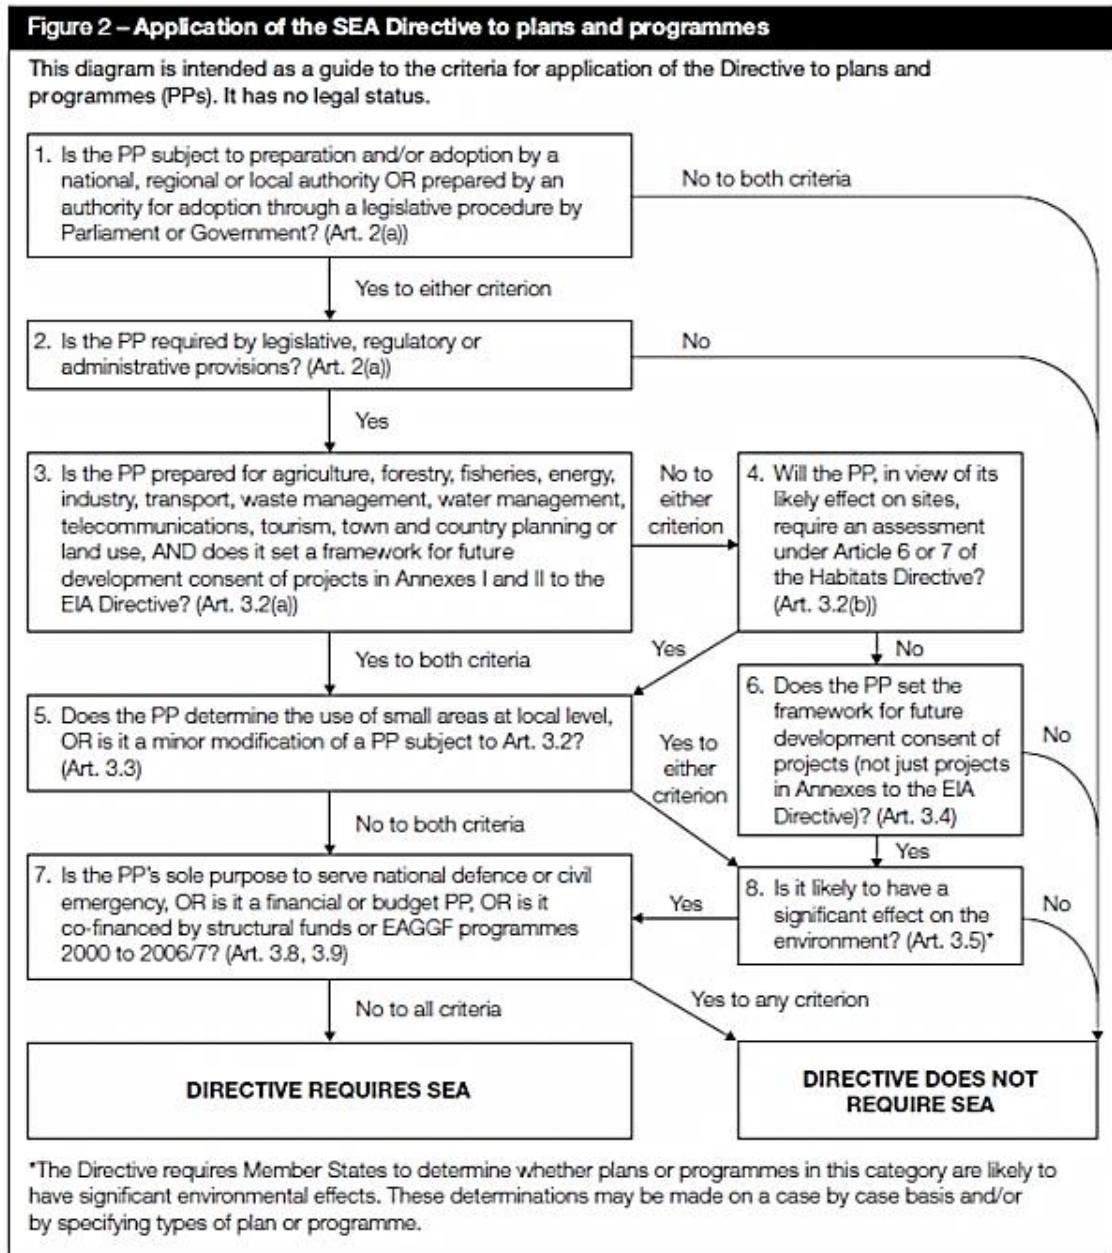 Figure 2 – Application of the SEA Directive to plans and programmes
This diagram is intended as a guide to the criteria for application of the Directive to plans and
programmes (PPs). It has no legal status.
1. Is the PP subject to preparation and/or adoption by a
national, regional or local authority OR prepared by an
authority for adoption through a legislative procedure by
Parliament or Government? (Art. 2(a))
No to both criteria
Yes to either criterion
2. Is the PP required by legislative, regulatory or
administrative provisions? (Art. 2(a))
No
Yes
3. Is the PP prepared for agriculture, forestry, fisheries, energy,
industry, transport, waste management, water management,
telecommunications, tourism, town and country planning or
land use, AND does it set a framework for future
development consent of projects in Annexes I and II to the
EIA Directive? (Art. 3.2(a))
No to
either
criterion
4. Will the PP, in view of its
likely effect on sites,
require an assessment
under Article 6 or 7 of
the Habitats Directive?
(Art. 3.2(b))
Yes to both criteria
Yes
No
5. Does the PP determine the use of small areas at local level,
OR is it a minor modification of a PP subject to Art. 3.2?
(Art. 3.3)
Yes to
either
criterion
6. Does the PP set the
framework for future
development consent of
projects (not just projects
in Annexes to the EIA
Directive)? (Art. 3.4)
No
No to both criteria
Yes
7. Is the PP's sole purpose to serve national defence or civil
emergency, OR is it a financial or budget PP, OR is it
co-financed by structural funds or EAGGF programmes
2000 to 2006/7? (Art. 3.8, 3.9)
Yes
8. Is it likely to have a
significant effect on the
environment? (Art. 3.5)*
No
No to all criteria
Yes to any criterion
DIRECTIVE REQUIRES SEA
DIRECTIVE DOES NOT
REQUIRE SEA
*The Directive requires Member States to determine whether plans or programmes in this category are likely to
have significant environmental effects. These determinations may be made on a case by case basis and/or
by specifying types of plan or programme.